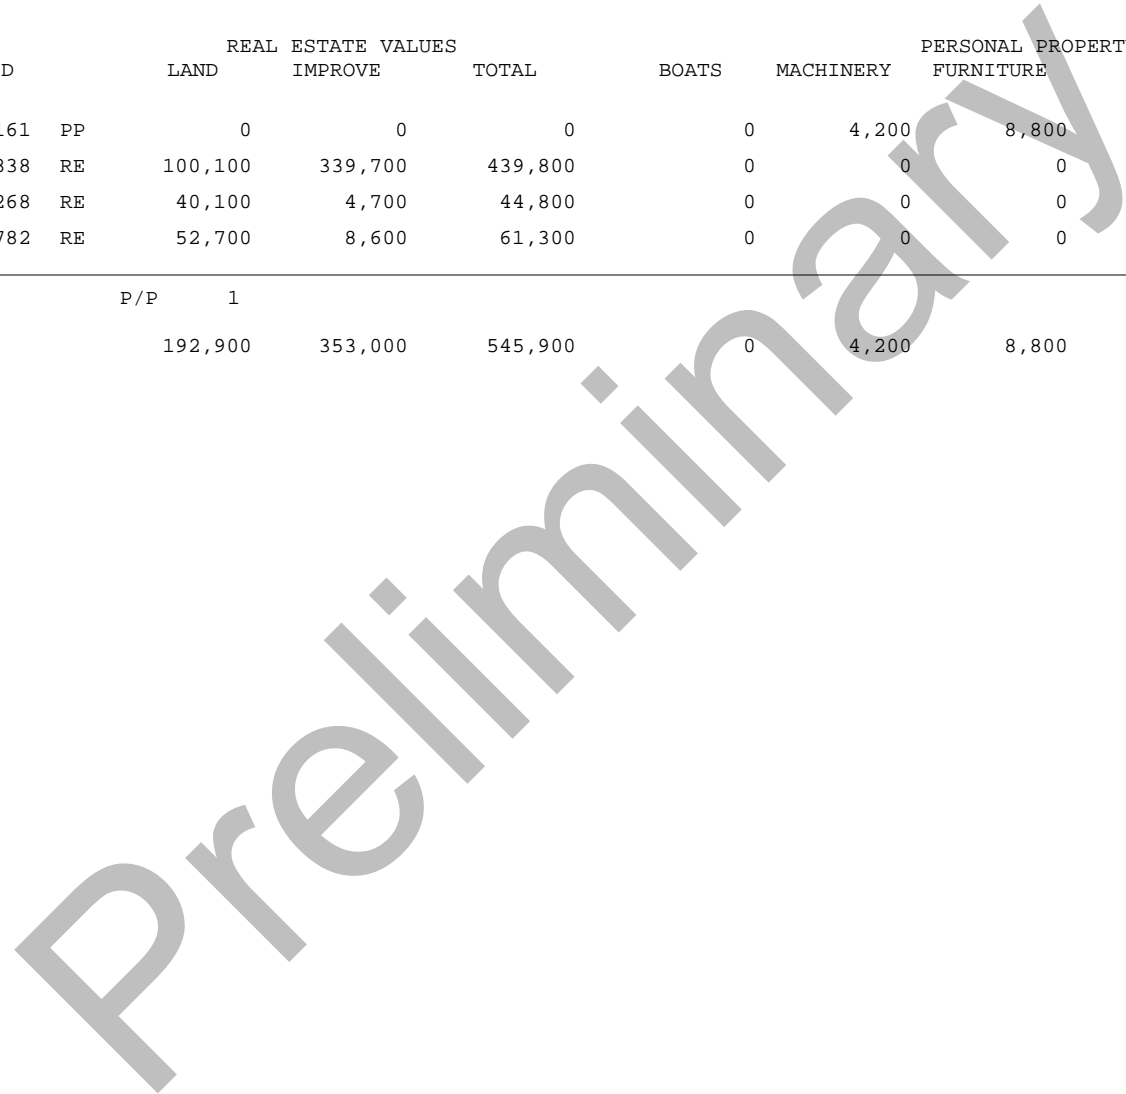 REAL ESTATE VALUES PERSONAL PROPERT
D LAND IMPROVE TOTAL BOATS MACHINERY FURNITURE
161 PP 0 0 0 0 4,200 8,800
338 RE 100,100 339,700 439,800 0 0 0
268 RE 40,100 4,700 44,800 0 0 0
782 RE 52,700 8,600 61,300 0 0 0
P/P 1
192,900 353,000 545,900 0 4,200 8,800
Preliminary